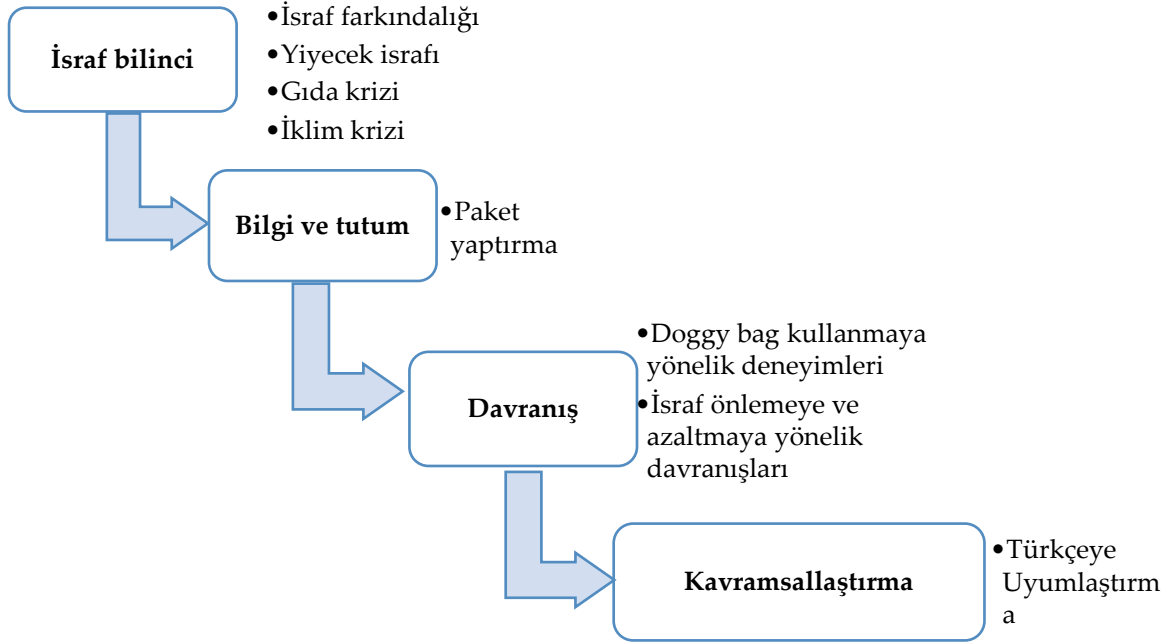 İsraf bilinci
•İsraf farkındalığı
•Yiyecek israfı
•Gıda krizi
•İklim krizi
Bilgi ve tutum
•Paket
yaptırma
Davranış
•Doggy bag kullanmaya
yönelik deneyimleri
•İsraf önlemeye ve
azaltmaya yönelik
davranışları
Kavramsallaştırma
•Türkçeye
Uyumlaştırm
a